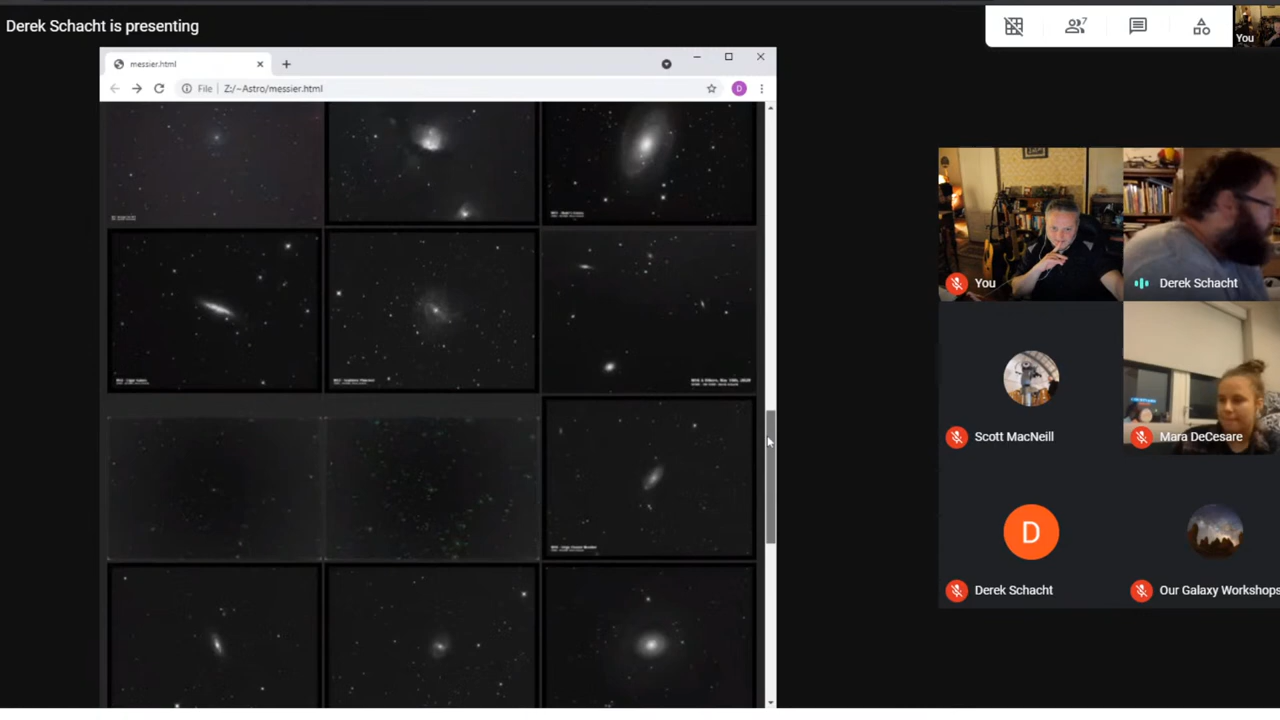 Derek Schacht is presenting
7
You
messier.html
File
Z:/~Astro/messier.html
D
You
Derek Schacht
Scott MacNeill
Mara DeCesare
D
Derek Schacht
Our Galaxy Workshops